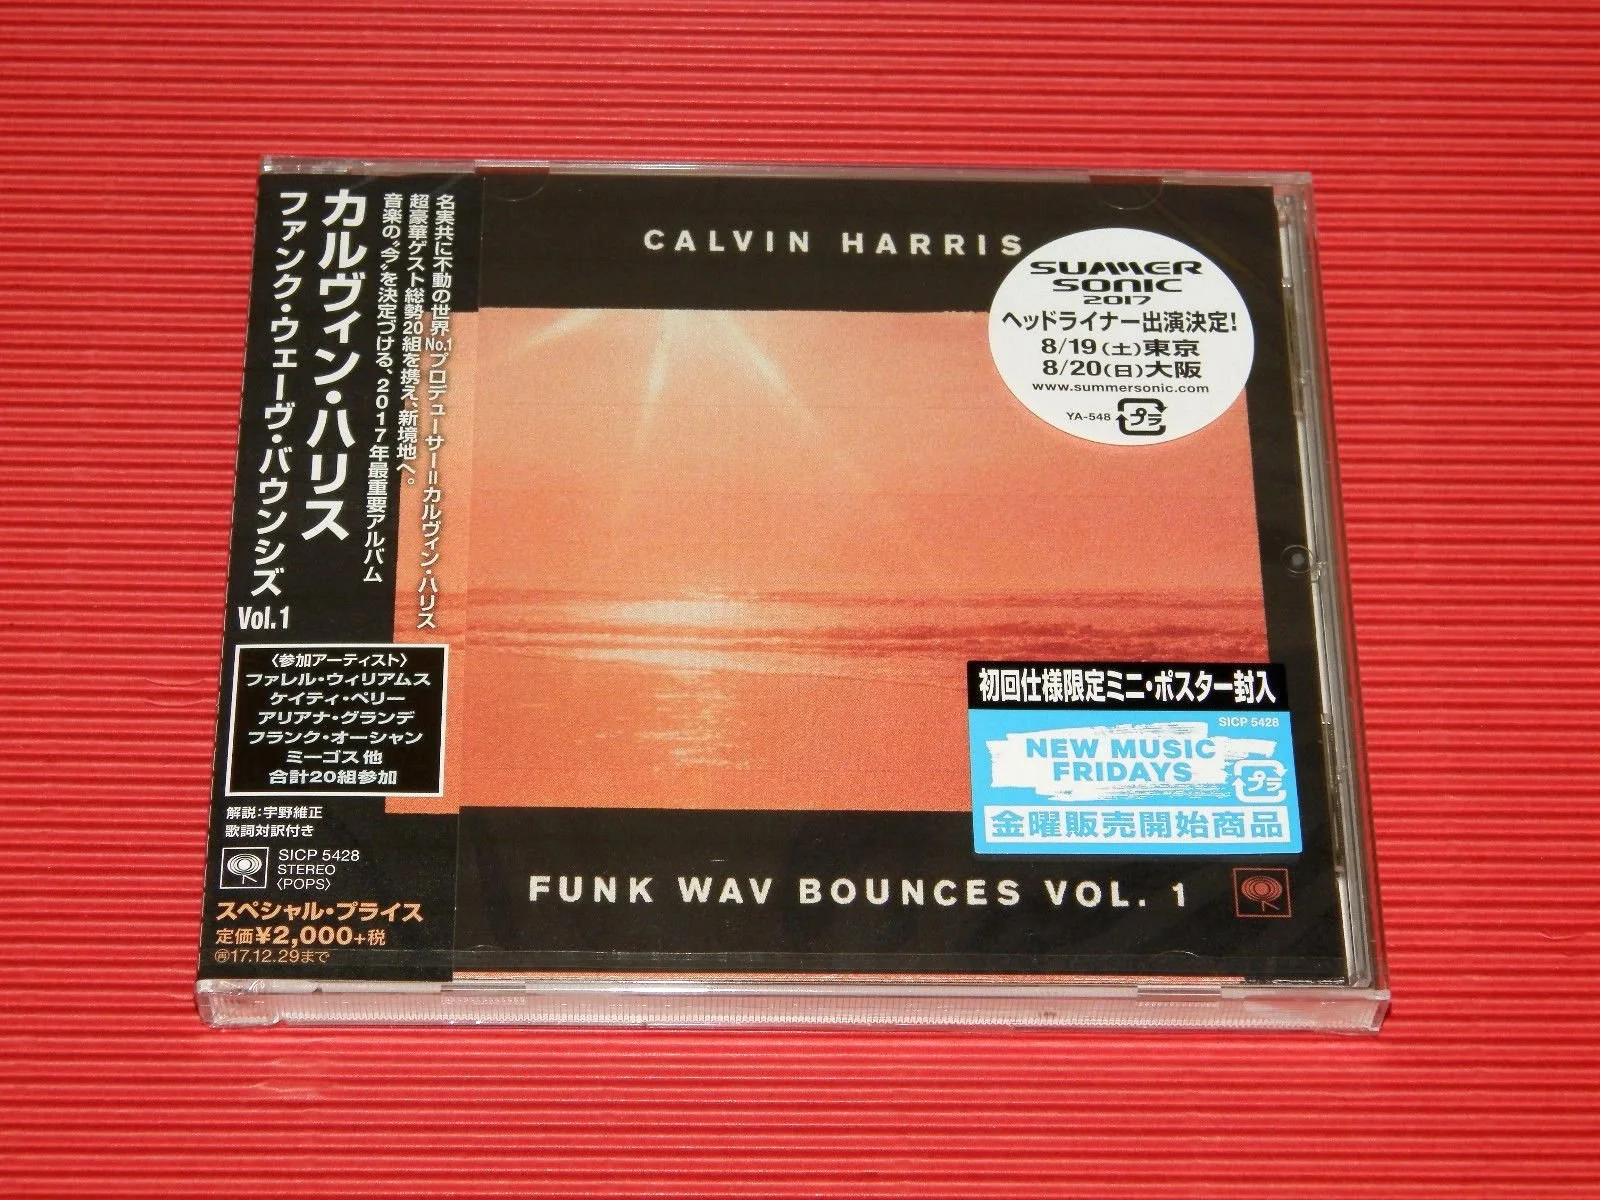 カルヴィン・ハリス
ファンク・ウェーヴ・バウンシズ
Vol.1
名実共に不動の世界No.1プロデューサー=カルヴィン・ハリス
超豪華ゲスト総勢20組を携え、新境地へ。
音楽の“今”を決定づける、2017年最重要アルバム
〈参加アーティスト〉
ファレル・ウィリアムス
ケイティ・ペリー
アリアナ・グランデ
フランク・オーシャン
ミーゴス 他
合計20組参加
解説:宇野維正
歌詞対訳付き
SICP 5428
STEREO
〈POPS〉
スペシャル・プライス
定価¥2,000+税
㋵17.12.29まで
CALVIN HARRIS
SUMMER
SONIC
2017
ヘッドライナー出演決定!
8/19(土)東京
8/20(日)大阪
www.summersonic.com
YA-548
プラ
初回仕様限定ミニ・ポスター封入
SICP 5428
NEW MUSIC
FRIDAYS
プラ
金曜販売開始商品
FUNK WAV BOUNCES VOL. 1